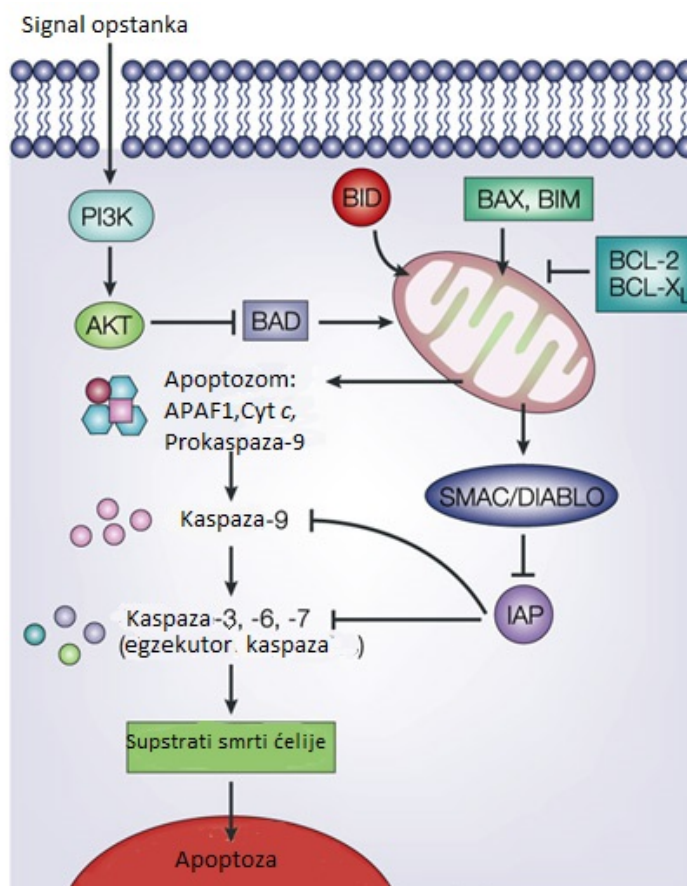 Signal opstanka
PI3K
BID
BAX, BIM
BCL-2
BCL-XL
AKT
BAD
Apoptozom:
APAF1,Cyt c,
Prokaspaza-9
SMAC/DIABLO
Kaspaza-9
IAP
Kaspaza-3, -6, -7
(egzekutor kaspaza)
Supstrati smrti ćelije
Apoptoza